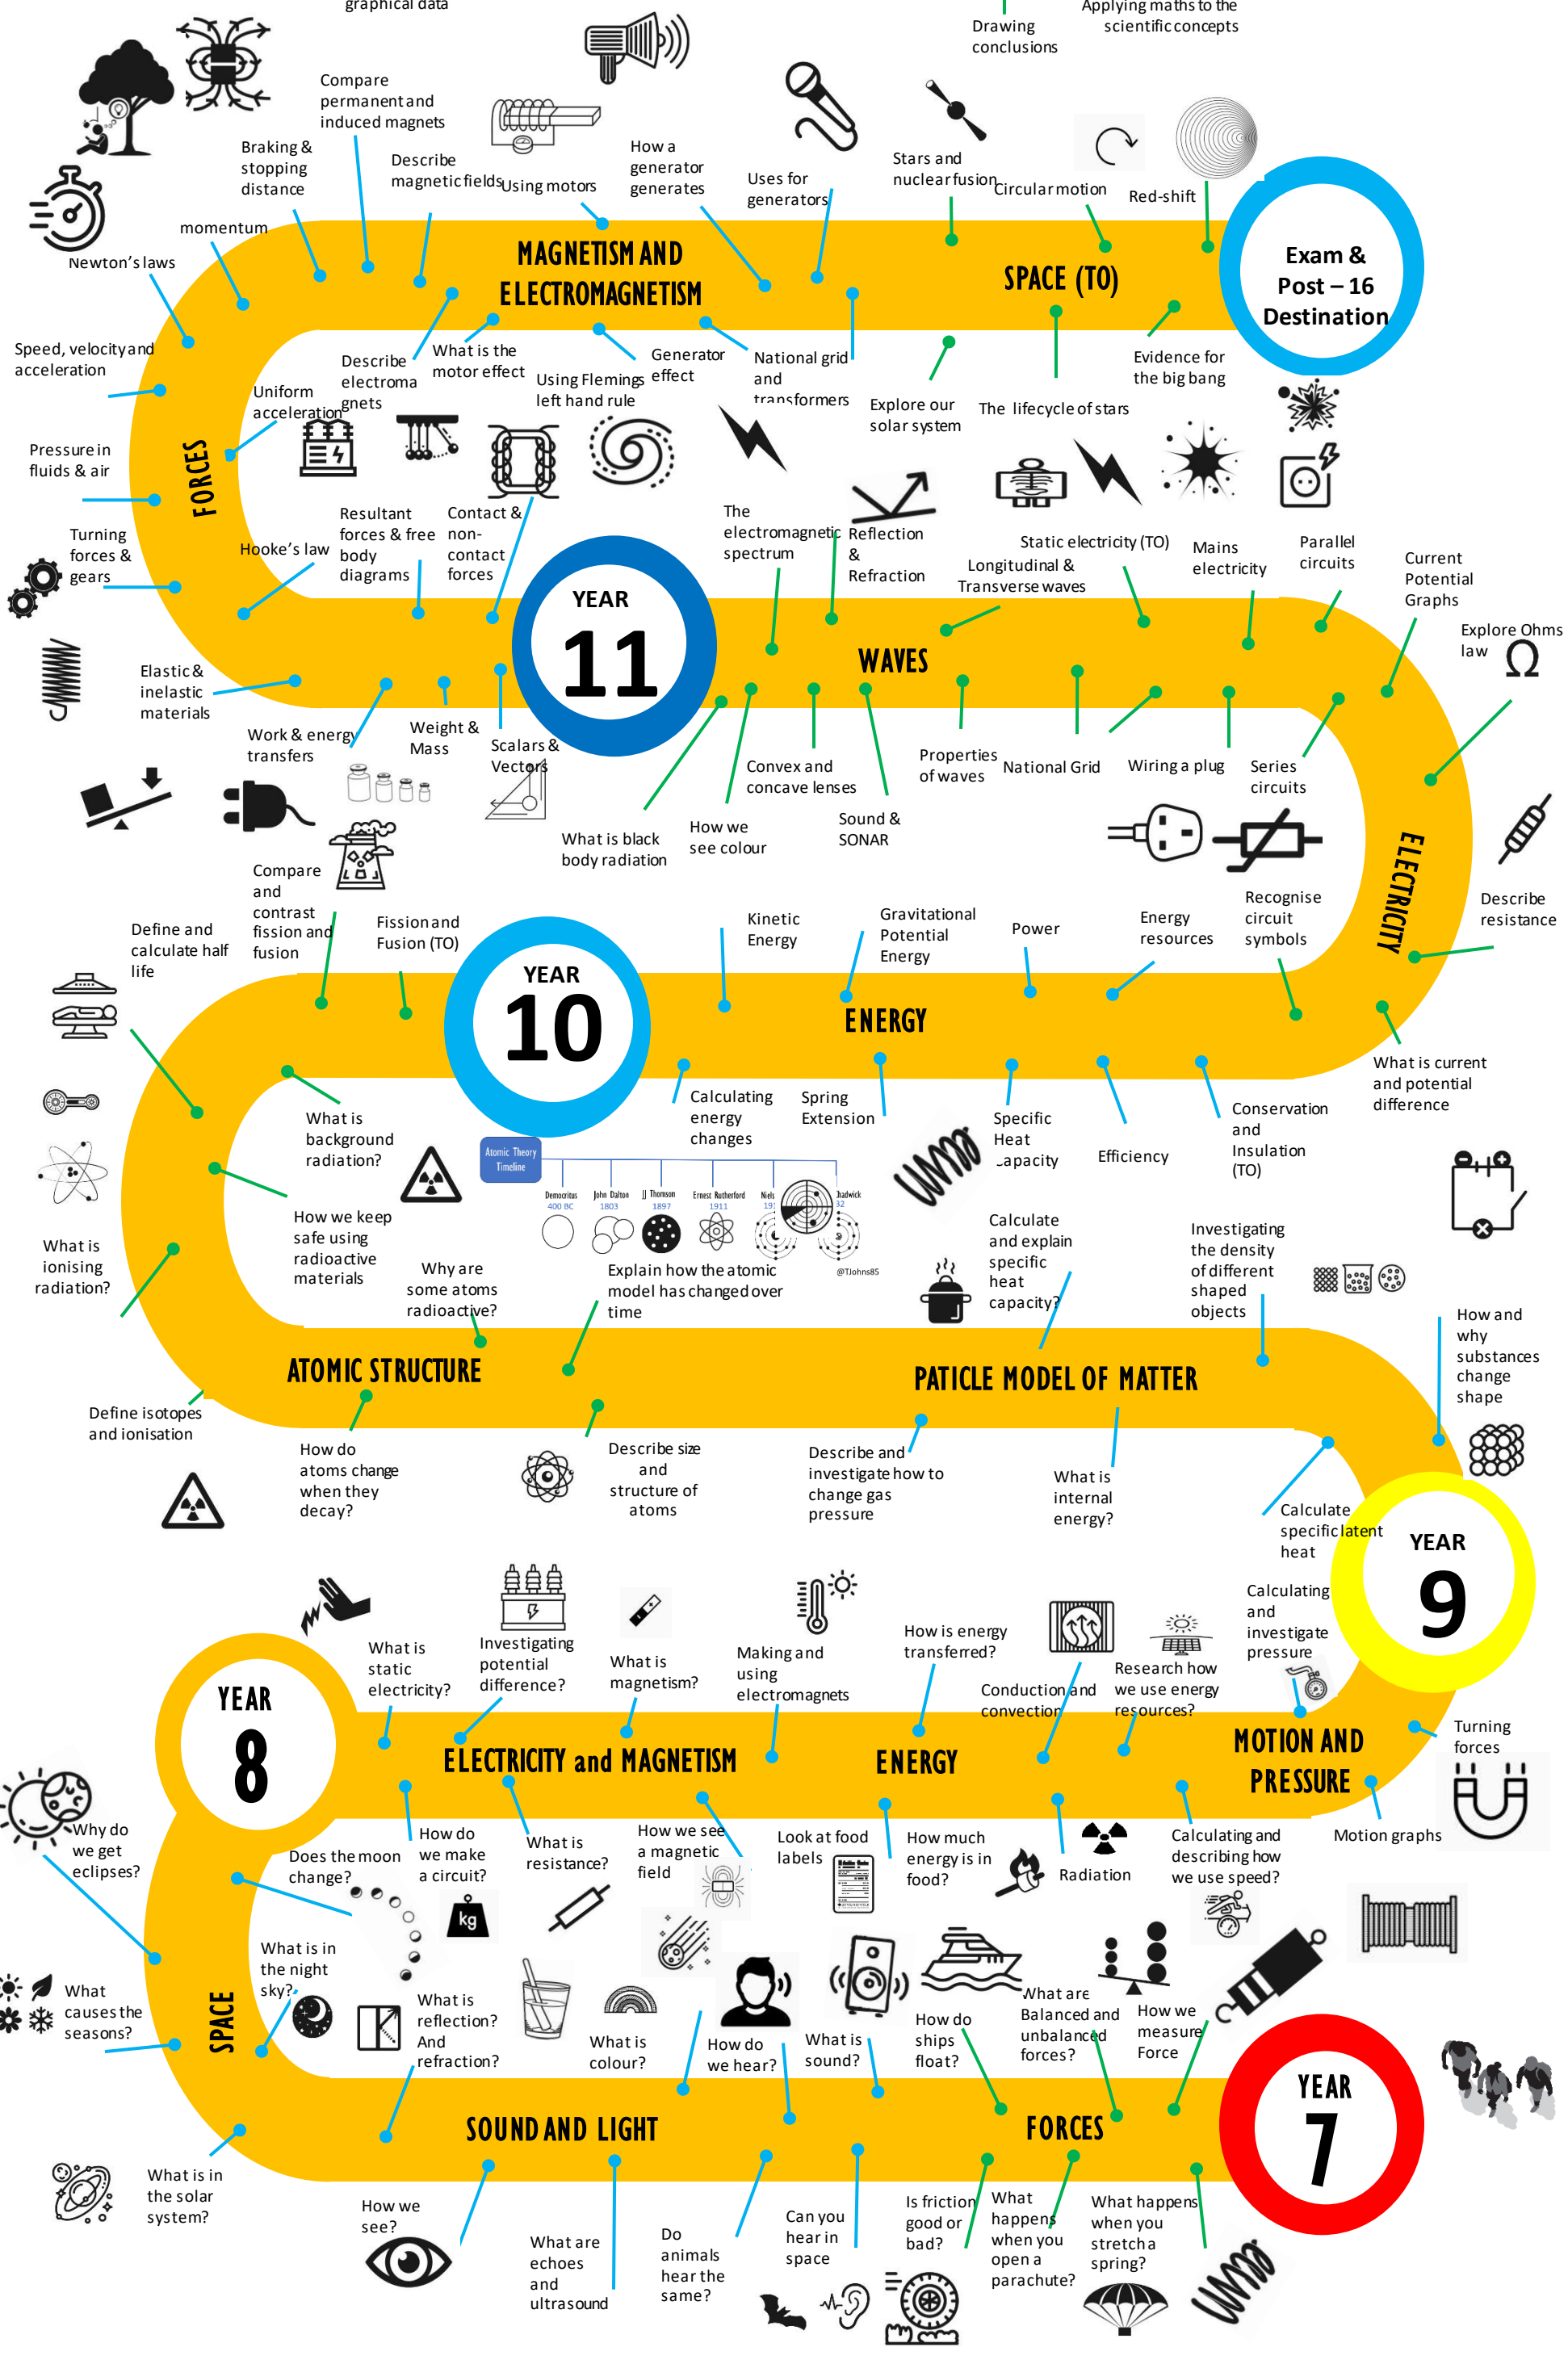 graphical data
Drawing
conclusions
Applying maths to the
scientific concepts
Compare
permanent and
induced magnets
Braking &
stopping
distance
Describe
magnetic fields
Using motors
How a
generator
generates
Uses for
generators
Stars and
nuclear fusion
Circular motion
Red-shift
momentum
Newton's laws
MAGNETISM AND
ELECTROMAGNETISM
SPACE (TO)
Exam &
Post – 16
Destination
Speed, velocity and
acceleration
Uniform
acceleration
Describe
electroma
gnets
What is the
motor effect
Using Flemings
left hand rule
Generator
effect
National grid
and
transformers
Explore our
solar system
The lifecycle of stars
Evidence for
the big bang
FORCES
Pressure in
fluids & air
Turning
forces &
gears
Hooke's law
Resultant
forces & free
body
diagrams
Contact &
non-
contact
forces
The
electromagnetic
spectrum
Reflection
&
Refraction
Longitudinal &
Transverse waves
Static electricity (TO)
Mains
electricity
Parallel
circuits
Current
Potential
Graphs
Explore Ohms
law
Ω
YEAR
11
WAVES
Elastic &
inelastic
materials
Work & energy
transfers
Weight &
Mass
Scalars &
Vectors
What is black
body radiation
How we
see colour
Convex and
concave lenses
Sound &
SONAR
Properties
of waves
National Grid
Wiring a plug
Series
circuits
ELECTRICITY
Describe
resistance
Recognise
circuit
symbols
Compare
and
contrast
fission and
fusion
Define and
calculate half
life
Fission and
Fusion (TO)
YEAR
10
Kinetic
Energy
Gravitational
Potential
Energy
Power
Energy
resources
ENERGY
What is current
and potential
difference
What is
background
radiation?
Calculating
energy
changes
Spring
Extension
Specific
Heat
Capacity
Efficiency
Conservation
and
Insulation
(TO)
Atomic Theory
Timeline
Democritus
400 BC
John Dalton
1803
JJ Thomson
1897
Ernest Rutherford
1911
Niels
19
hadwick
32
@TJohns85
How we keep
safe using
radioactive
materials
What is
ionising
radiation?
Why are
some atoms
radioactive?
Explain how the atomic
model has changed over
time
Calculate
and explain
specific
heat
capacity?
Investigating
the density
of different
shaped
objects
How and
why
substances
change
shape
ATOMIC STRUCTURE
PATICLE MODEL OF MATTER
Define isotopes
and ionisation
How do
atoms change
when they
decay?
Describe size
and
structure of
atoms
Describe and
investigate how to
change gas
pressure
What is
internal
energy?
Calculate
specific latent
heat
YEAR
9
What is
static
electricity?
Investigating
potential
difference?
What is
magnetism?
Making and
using
electromagnets
How is energy
transferred?
Conduction and
convection
Research how
we use energy
resources?
Calculating
and
investigate
pressure
Turning
forces
YEAR
8
ELECTRICITY and MAGNETISM
ENERGY
MOTION AND
PRESSURE
Why do
we get
eclipses?
Does the moon
change?
How do
we make
a circuit?
What is
resistance?
How we see
a magnetic
field
Look at food
labels
How much
energy is in
food?
Radiation
Calculating and
describing how
we use speed?
Motion graphs
kg
What is in
the night
sky?
What
causes the
seasons?
SPACE
What is
reflection?
And
refraction?
What is
colour?
How do
we hear?
What is
sound?
How do
ships
float?
What are
Balanced and
unbalanced
forces?
How we
measure
Force
SOUND AND LIGHT
FORCES
YEAR
7
What is in
the solar
system?
How we
see?
What are
echoes
and
ultrasound
Do
animals
hear the
same?
Can you
hear in
space
Is friction
good or
bad?
What
happens
when you
open a
parachute?
What happens
when you
stretch a
spring?